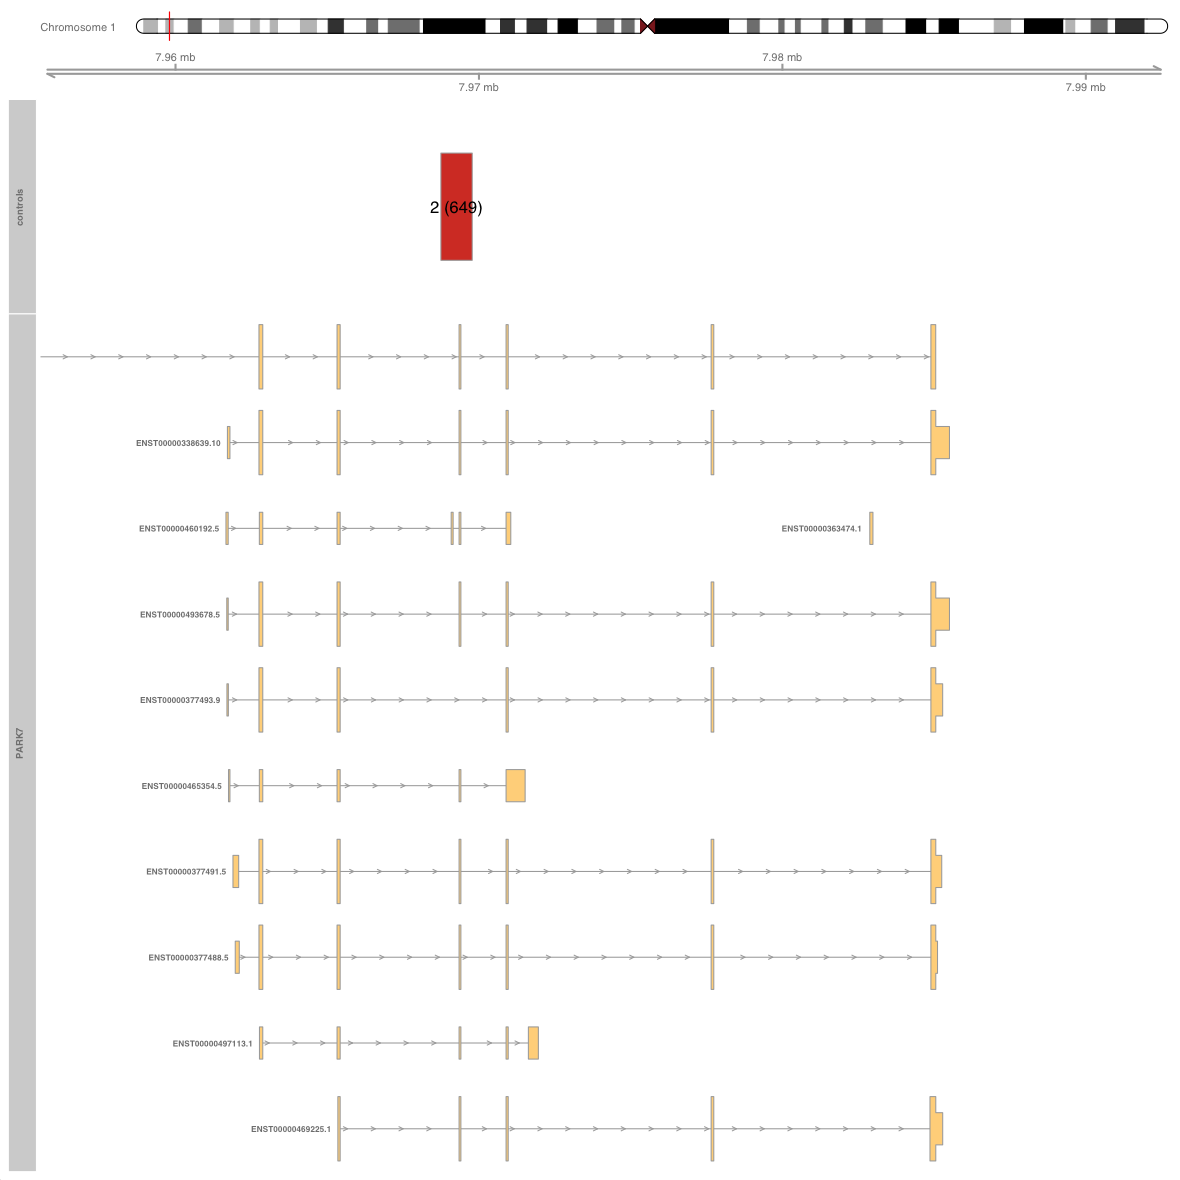 Chromosome 1
7.96 mb
7.98 mb
7.97 mb
7.99 mb
controls
2 (649)
PARK7
ENST00000338639.10
ENST00000460192.5
ENST00000363474.1
ENST00000493678.5
ENST00000377493.9
ENST00000465354.5
ENST00000377491.5
ENST00000377488.5
ENST00000497113.1
ENST00000469225.1